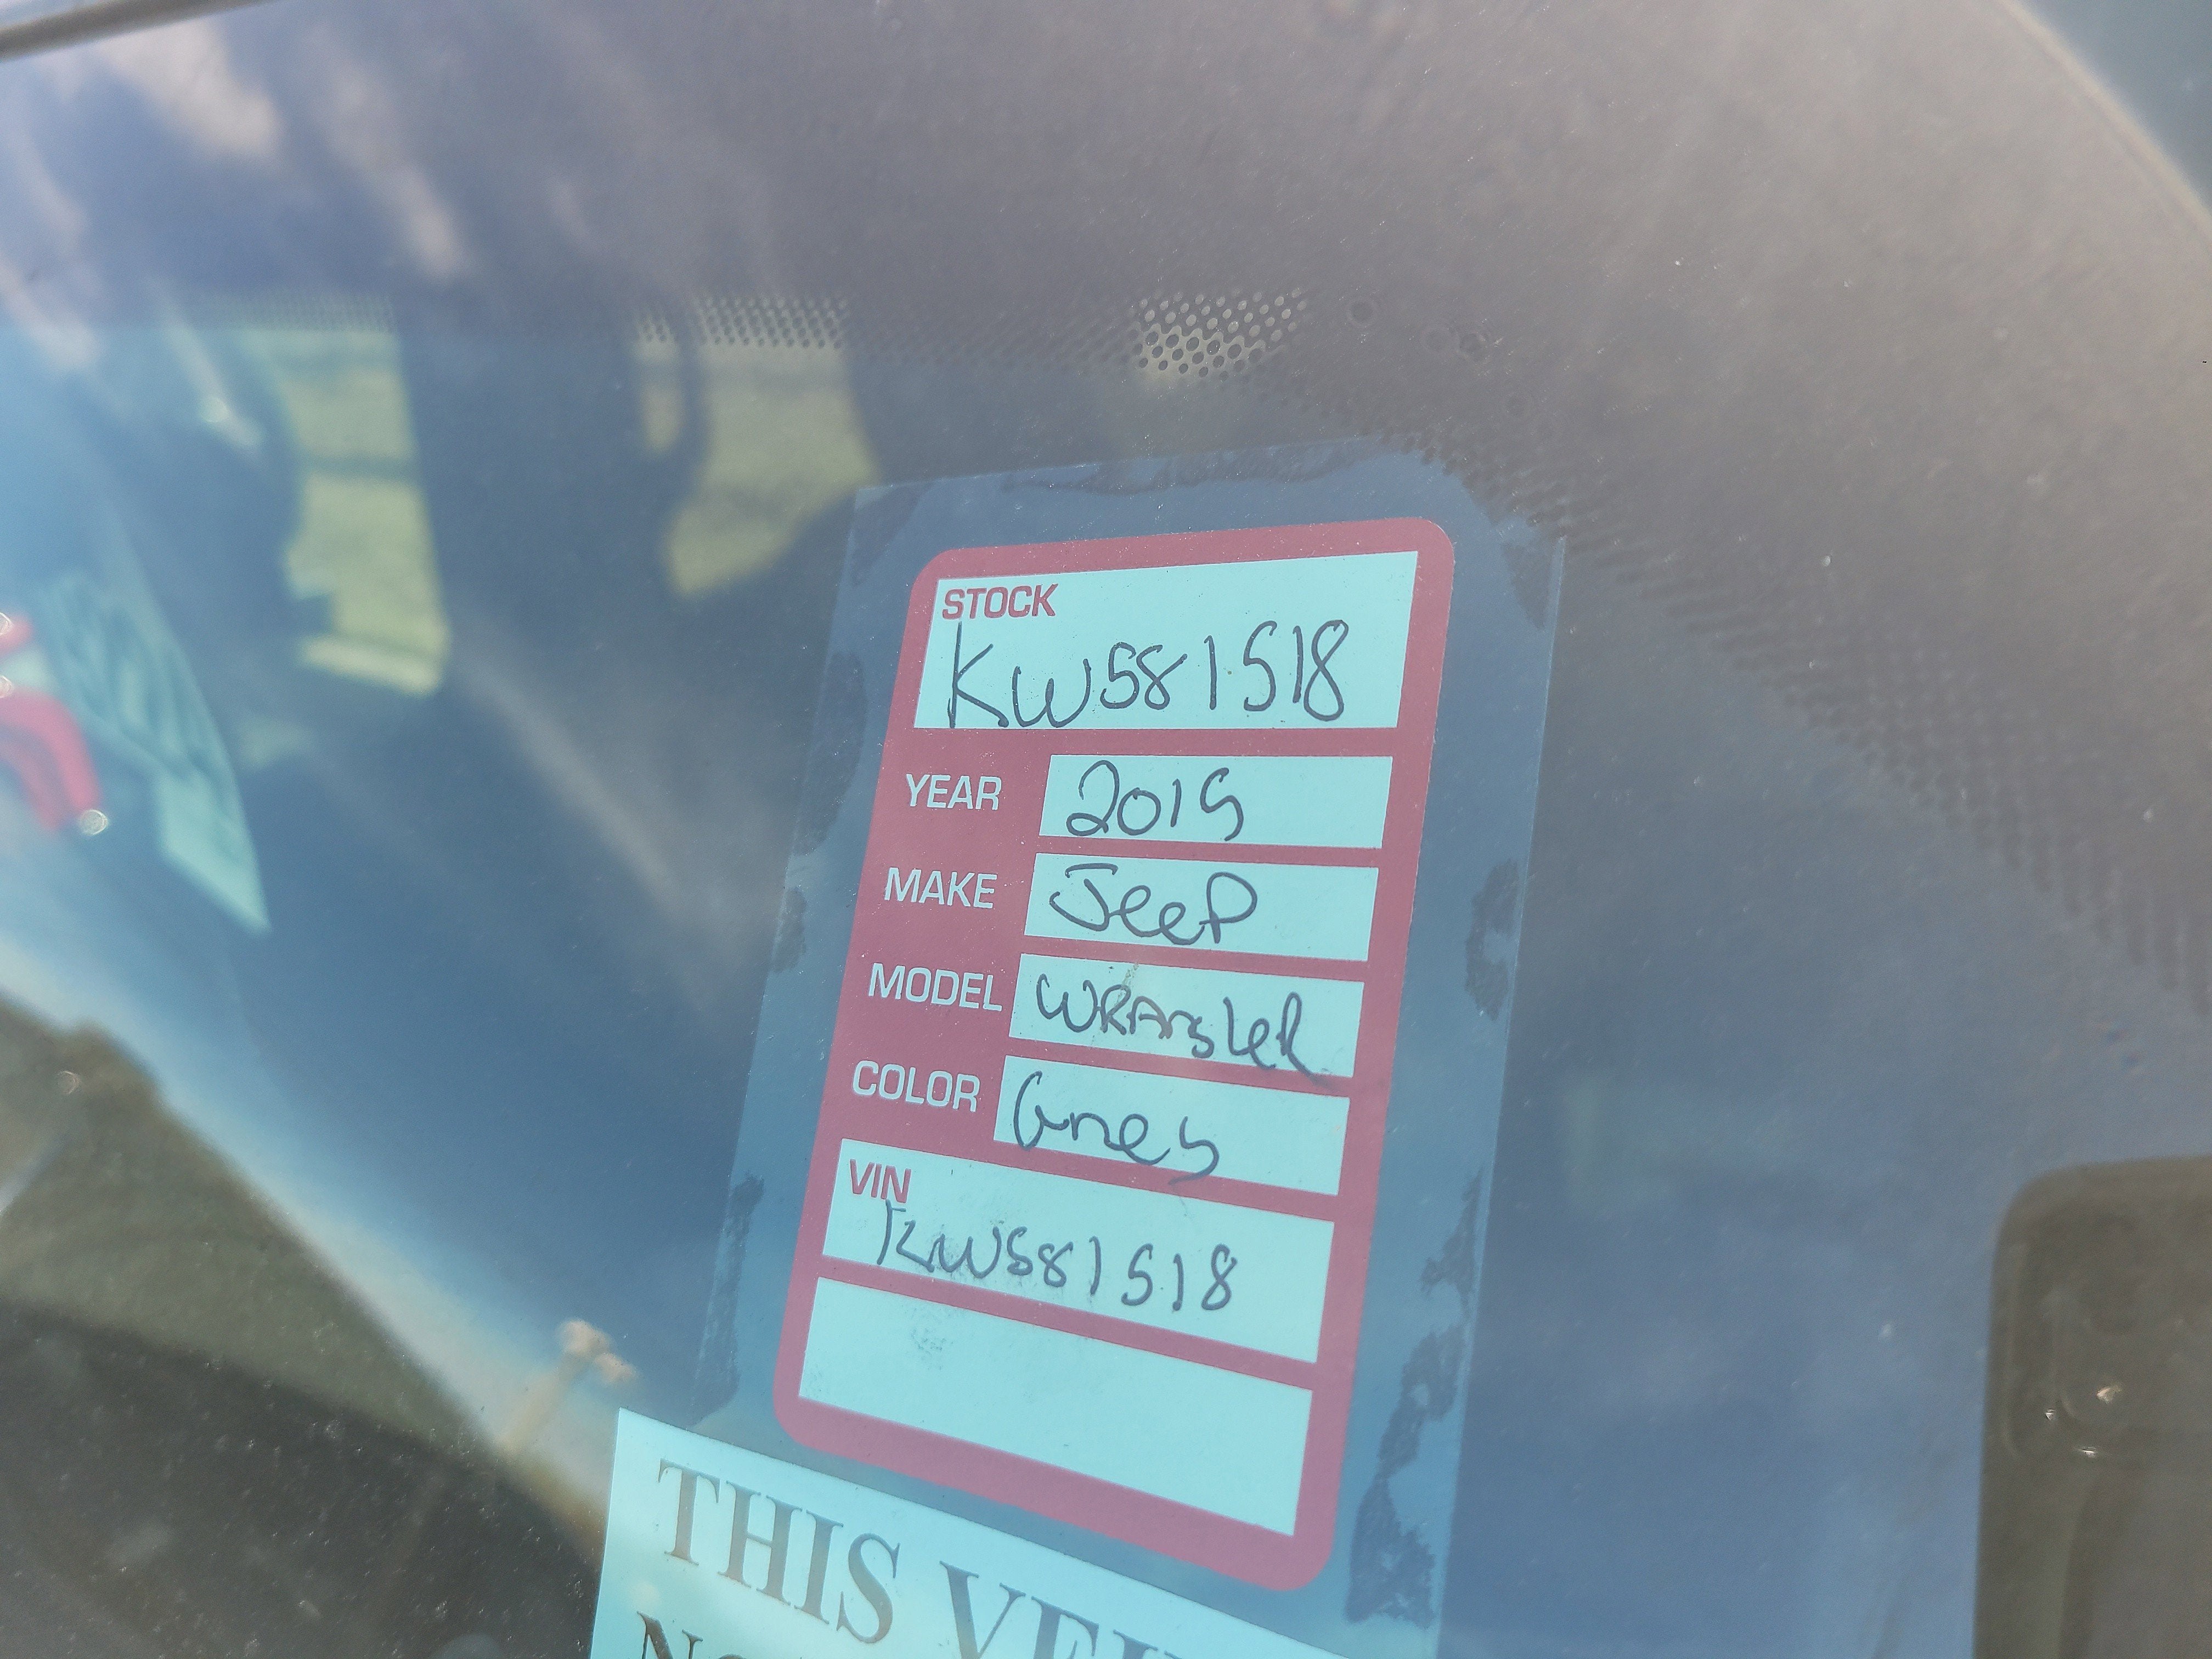 STOCK
KW581518
YEAR 2019
MAKE Jeep
MODEL WRANgleR
COLOR Grey
VIN
KW581518
THIS